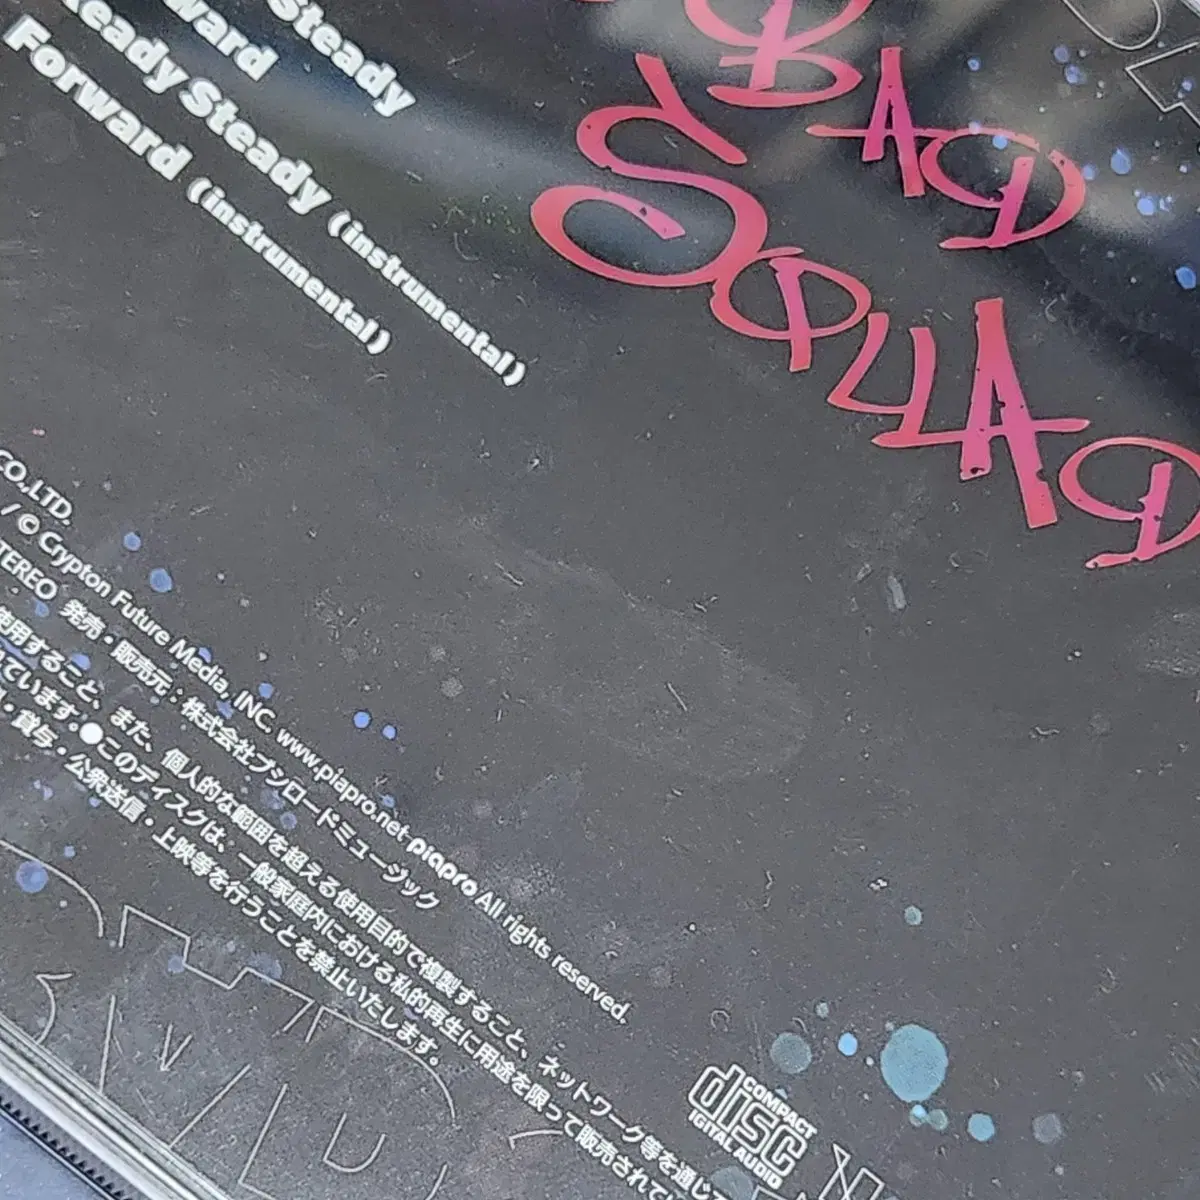 Steady
ward
Ready Steady (instrumental)
Forward (instrumental)
BAD
SQUAD
CO.,LTD.
/ © Crypton Future Media, INC. www.piapro.net piapro All rights reserved.
STEREO 発売・販売元：株式会社ブシロードミュージック
使用すること、また、個人的な範囲を超える使用目的で複製すること、ネットワーク等を通じて
れています。●このディスクは、一般家庭内における私的再生に用途を限って販売されてい
・貸与・公衆送信・上映等を行うことを禁止いたします。
COMPACT
disc
DIGITAL AUDIO